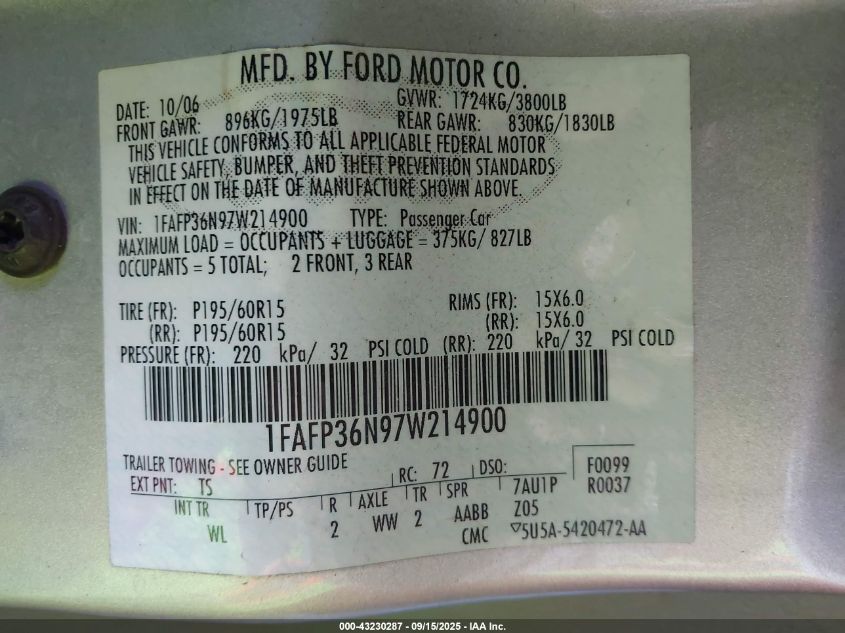 MFD. BY FORD MOTOR CO.
DATE: 10/06 GVWR: 1724KG/3800LB
FRONT GAWR: 896KG/1975LB REAR GAWR: 830KG/1830LB
THIS VEHICLE CONFORMS TO ALL APPLICABLE FEDERAL MOTOR
VEHICLE SAFETY, BUMPER, AND THEFT PREVENTION STANDARDS
IN EFFECT ON THE DATE OF MANUFACTURE SHOWN ABOVE.
VIN: 1FAFP36N97W214900 TYPE: Passenger Car
MAXIMUM LOAD = OCCUPANTS + LUGGAGE = 375KG/ 827LB
OCCUPANTS = 5 TOTAL; 2 FRONT, 3 REAR
TIRE (FR): P195/60R15 RIMS (FR): 15X6.0
(RR): P195/60R15 (RR): 15X6.0
PRESSURE (FR): 220 kPa/ 32 PSI COLD (RR): 220 kPa/ 32 PSI COLD
1FAFP36N97W214900
TRAILER TOWING - SEE OWNER GUIDE RC: 72 DSO: F0099
EXT PNT: TS 7AU1P R0037
INT TR TP/PS R AXLE TR SPR Z05
WL 2 WW 2 AABB
CMC 5U5A-5420472-AA
000-43230287 - 09/15/2025 - IAA Inc.